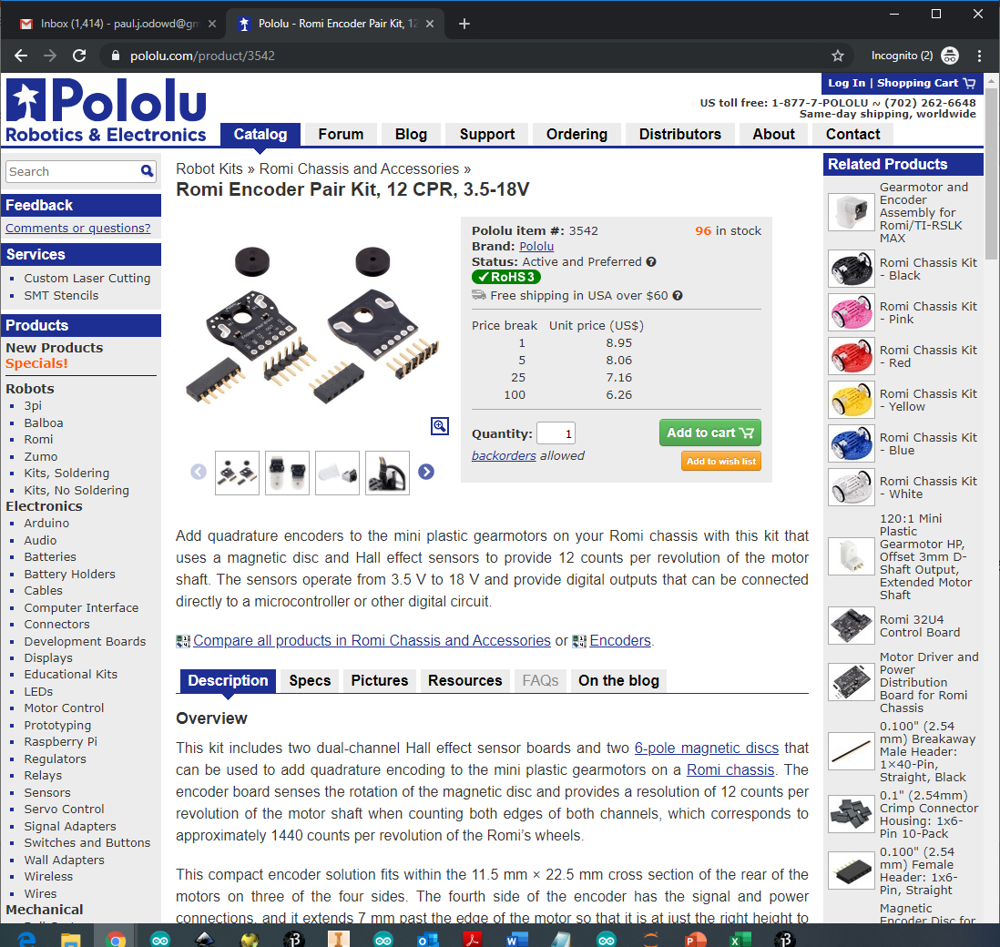 Inbox (1,414) - paul.j.odowd@gm
Pololu - Romi Encoder Pair Kit, 12
pololu.com/product/3542
Incognito (2)
Log In | Shopping Cart
Pololu
Robotics & Electronics
US toll free: 1-877-7-POLOLU ~ (702) 262-6648
Same-day shipping, worldwide
Catalog Forum Blog Support Ordering Distributors About Contact
Search
Feedback
Comments or questions?
Services
Custom Laser Cutting
SMT Stencils
Products
New Products
Specials!
Robots
3pi
Balboa
Romi
Zumo
Kits, Soldering
Kits, No Soldering
Electronics
Arduino
Audio
Batteries
Battery Holders
Cables
Computer Interface
Connectors
Development Boards
Displays
Educational Kits
LEDs
Motor Control
Prototyping
Raspberry Pi
Regulators
Relays
Sensors
Servo Control
Signal Adapters
Switches and Buttons
Wall Adapters
Wireless
Wires
Mechanical
Robot Kits » Romi Chassis and Accessories »
Romi Encoder Pair Kit, 12 CPR, 3.5-18V
Pololu item #: 3542
96 in stock
Brand: Pololu
Status: Active and Preferred
RoHS 3
Free shipping in USA over $60
Price break Unit price (US$)
1 8.95
5 8.06
25 7.16
100 6.26
Quantity: 1
Add to cart
backorders allowed
Add to wish list
Add quadrature encoders to the mini plastic gearmotors on your Romi chassis with this kit that
uses a magnetic disc and Hall effect sensors to provide 12 counts per revolution of the motor
shaft. The sensors operate from 3.5 V to 18 V and provide digital outputs that can be connected
directly to a microcontroller or other digital circuit.
Compare all products in Romi Chassis and Accessories or Encoders.
Description Specs Pictures Resources FAQs On the blog
Overview
This kit includes two dual-channel Hall effect sensor boards and two 6-pole magnetic discs that
can be used to add quadrature encoding to the mini plastic gearmotors on a Romi chassis. The
encoder board senses the rotation of the magnetic disc and provides a resolution of 12 counts per
revolution of the motor shaft when counting both edges of both channels, which corresponds to
approximately 1440 counts per revolution of the Romi's wheels.
This compact encoder solution fits within the 11.5 mm × 22.5 mm cross section of the rear of the
motors on three of the four sides. The fourth side of the encoder has the signal and power
connections, and it extends 7 mm past the edge of the motor so that it is at just the right height to
Related Products
Gearmotor and
Encoder
Assembly for
Romi/TI-RSLK
MAX
Romi Chassis Kit
- Black
Romi Chassis Kit
- Pink
Romi Chassis Kit
- Red
Romi Chassis Kit
- Yellow
Romi Chassis Kit
- Blue
Romi Chassis Kit
- White
120:1 Mini
Plastic
Gearmotor HP,
Offset 3mm D-
Shaft Output,
Extended Motor
Shaft
Romi 32U4
Control Board
Motor Driver and
Power
Distribution
Board for Romi
Chassis
0.100" (2.54
mm) Breakaway
Male Header:
1×40-Pin,
Straight, Black
0.1" (2.54mm)
Crimp Connector
Housing: 1x6-
Pin 10-Pack
0.100" (2.54
mm) Female
Header: 1x6-
Pin, Straight
Magnetic
Encoder Disc for